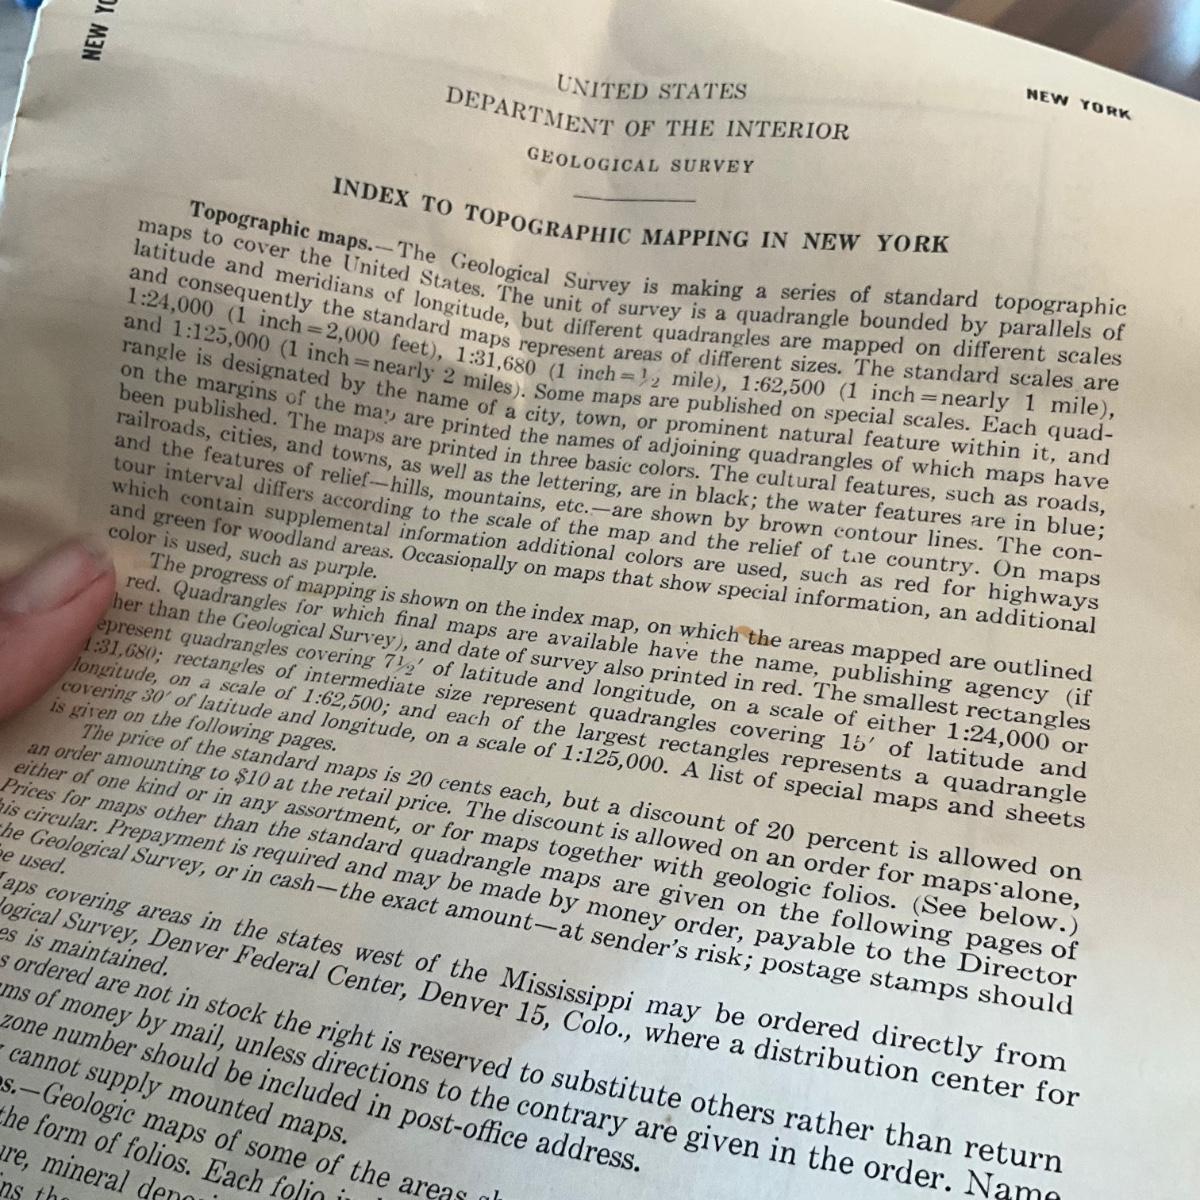 NEW YO
NEW YORK
UNITED STATES
DEPARTMENT OF THE INTERIOR
GEOLOGICAL SURVEY
INDEX TO TOPOGRAPHIC MAPPING IN NEW YORK
Topographic maps.—The Geological Survey is making a series of standard topographic
maps to cover the United States. The unit of survey is a quadrangle bounded by parallels of
latitude and meridians of longitude, but different quadrangles are mapped on different scales
and consequently the standard maps represent areas of different sizes. The standard scales are
1:24,000 (1 inch=2,000 feet), 1:31,680 (1 inch=½ mile), 1:62,500 (1 inch=nearly 1 mile),
and 1:125,000 (1 inch=nearly 2 miles). Some maps are published on special scales. Each quad-
rangle is designated by the name of a city, town, or prominent natural feature within it, and
on the margins of the map are printed the names of adjoining quadrangles of which maps have
been published. The maps are printed in three basic colors. The cultural features, such as roads,
railroads, cities, and towns, as well as the lettering, are in black; the water features are in blue;
and the features of relief—hills, mountains, etc.—are shown by brown contour lines. The con-
tour interval differs according to the scale of the map and the relief of the country. On maps
which contain supplemental information additional colors are used, such as red for highways
and green for woodland areas. Occasionally on maps that show special information, an additional
color is used, such as purple.
The progress of mapping is shown on the index map, on which the areas mapped are outlined
red. Quadrangles for which final maps are available have the name, publishing agency (if
her than the Geological Survey), and date of survey also printed in red. The smallest rectangles
epresent quadrangles covering 7½′ of latitude and longitude, on a scale of either 1:24,000 or
1:31,680; rectangles of intermediate size represent quadrangles covering 15′ of latitude and
longitude, on a scale of 1:62,500; and each of the largest rectangles represents a quadrangle
covering 30′ of latitude and longitude, on a scale of 1:125,000. A list of special maps and sheets
is given on the following pages.
The price of the standard maps is 20 cents each, but a discount of 20 percent is allowed on
an order amounting to $10 at the retail price. The discount is allowed on an order for maps alone,
either of one kind or in any assortment, or for maps together with geologic folios. (See below.)
Prices for maps other than the standard quadrangle maps are given on the following pages of
his circular. Prepayment is required and may be made by money order, payable to the Director
the Geological Survey, or in cash—the exact amount—at sender's risk; postage stamps should
be used.
aps covering areas in the states west of the Mississippi may be ordered directly from
logical Survey, Denver Federal Center, Denver 15, Colo., where a distribution center for
es is maintained.
s ordered are not in stock the right is reserved to substitute others rather than return
ms of money by mail, unless directions to the contrary are given in the order. Name
zone number should be included in post-office address.
cannot supply mounted maps.
s.—Geologic maps of some of the areas
the form of folios. Each folio
ure, mineral